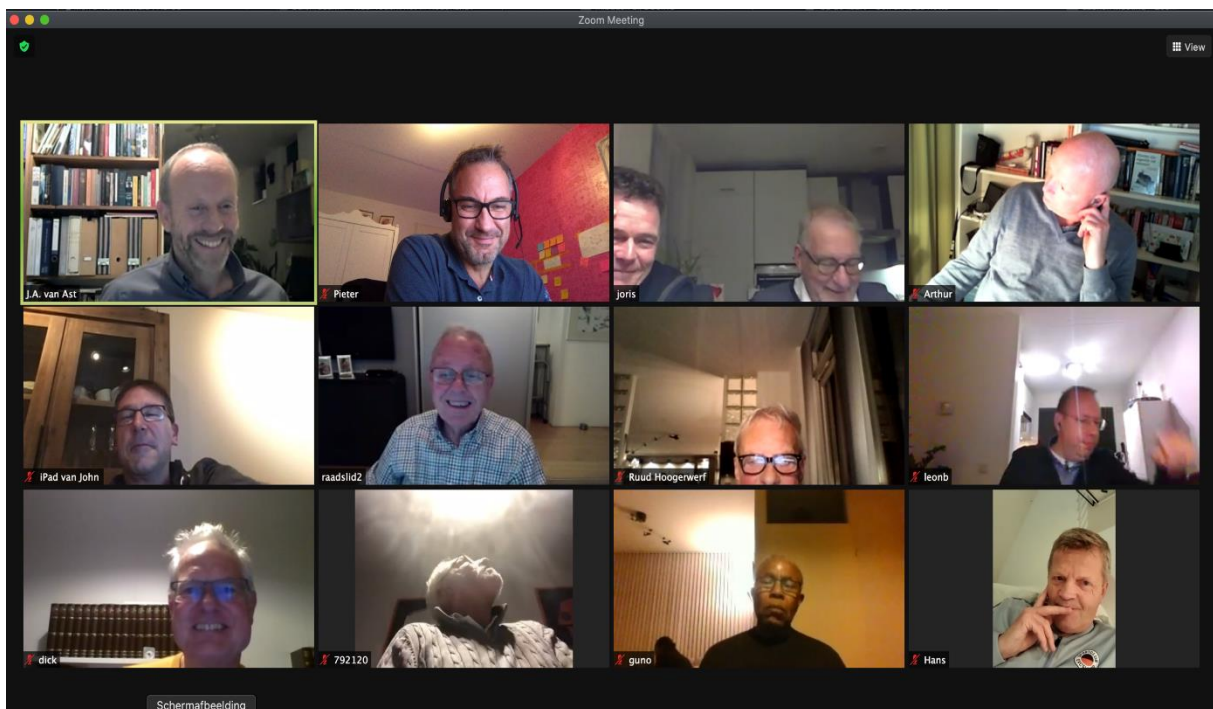 Zoom Meeting
View
J.A. van Ast
Pieter
joris
Arthur
iPad van John
raadslid2
Ruud Hoogerwerf
leonb
dick
792120
guno
Hans
Schermafbeelding